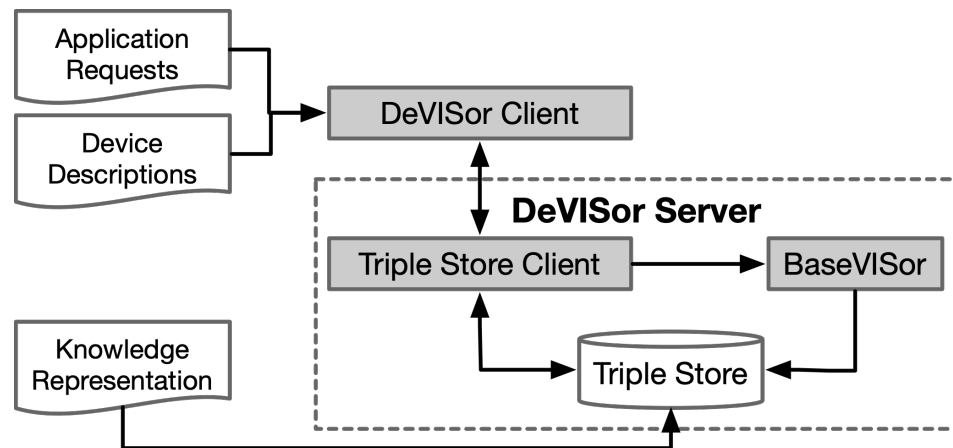 Application
Requests
Device
Descriptions
DeVISor Client
DeVISor Server
Triple Store Client
BaseVISor
Knowledge
Representation
Triple Store